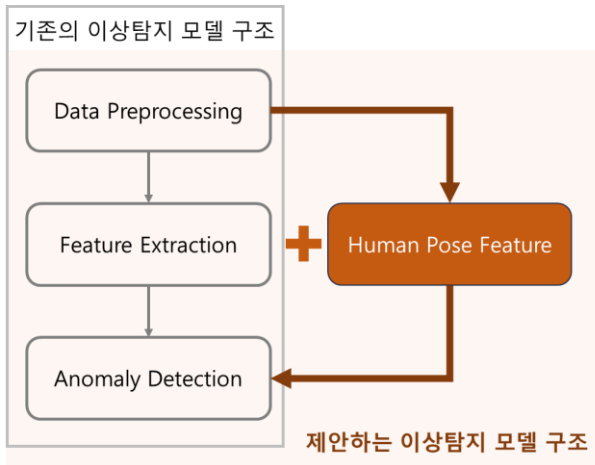 기존의 이상탐지 모델 구조
Data Preprocessing
Feature Extraction
Human Pose Feature
Anomaly Detection
제안하는 이상탐지 모델 구조